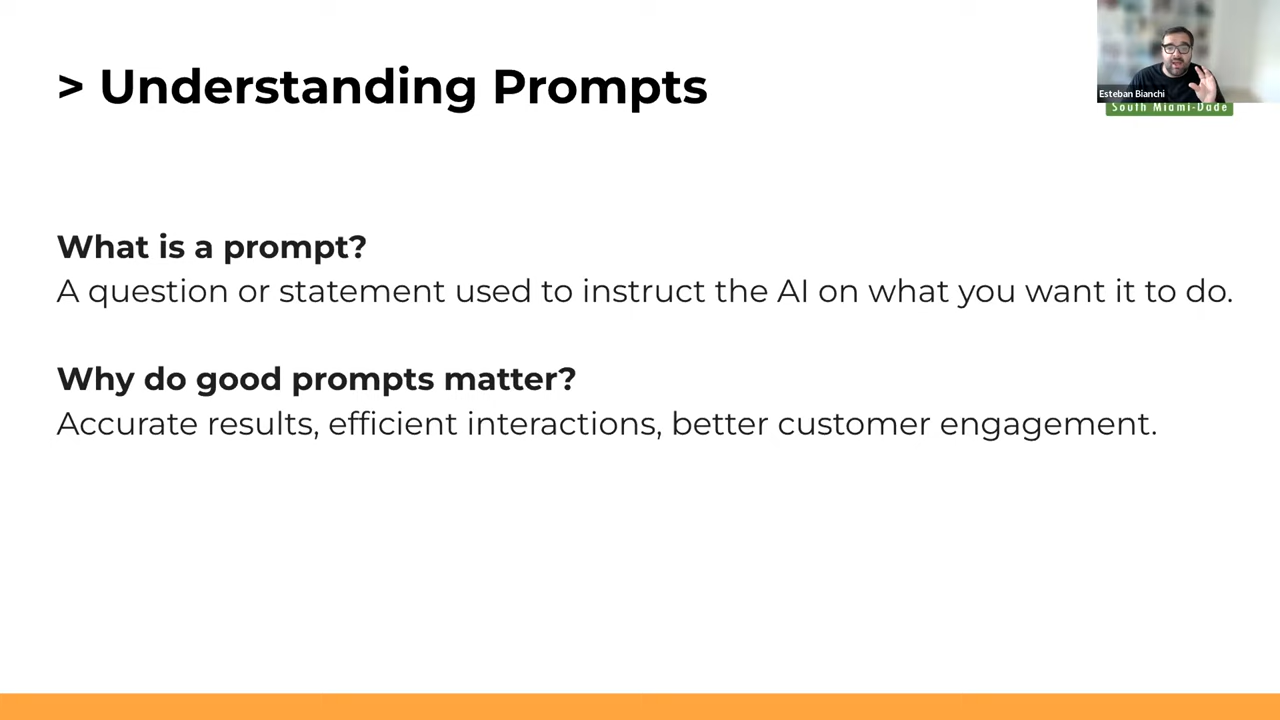 > Understanding Prompts
Esteban Bianchi
South Miami-Dade
What is a prompt?
A question or statement used to instruct the AI on what you want it to do.
Why do good prompts matter?
Accurate results, efficient interactions, better customer engagement.